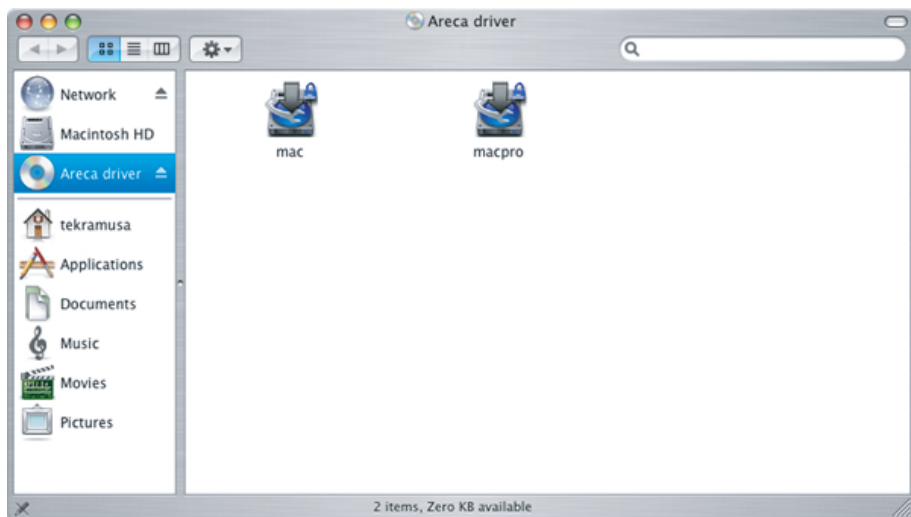 Areca driver
Network
Macintosh HD
Areca driver
tekramusa
Applications
Documents
Music
Movies
Pictures
mac
macpro
2 items, Zero KB available